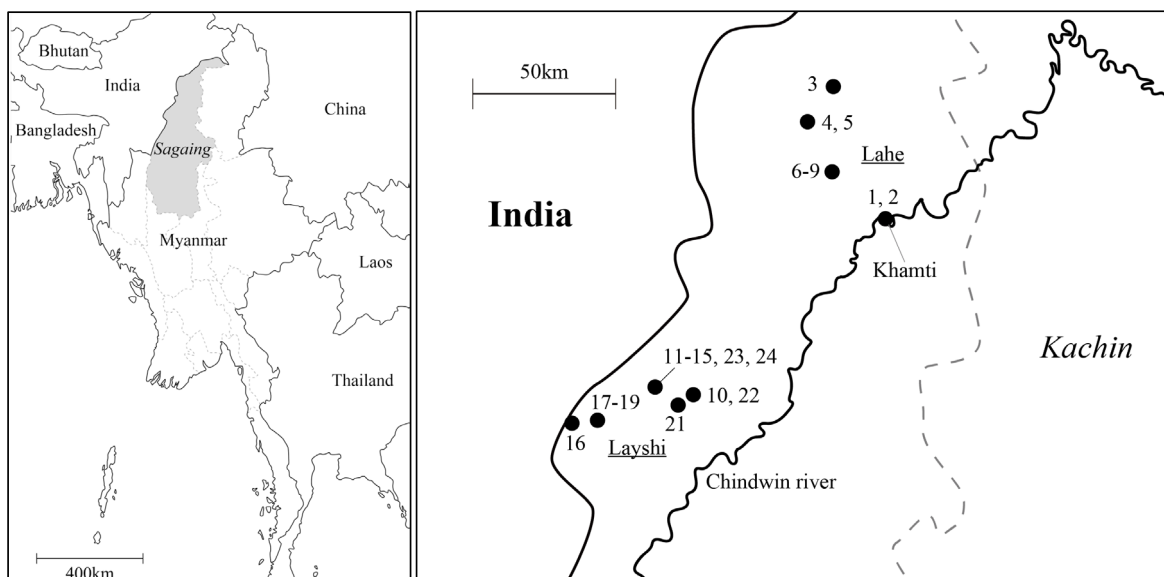 Bhutan
India
China
Bangladesh
Sagaing
Myanmar
Laos
Thailand
400km
50km
3
4, 5
Lahe
6-9
1, 2
India
Khamti
Kachin
11-15, 23, 24
17-19
10, 22
21
16
Layshi
Chindwin river